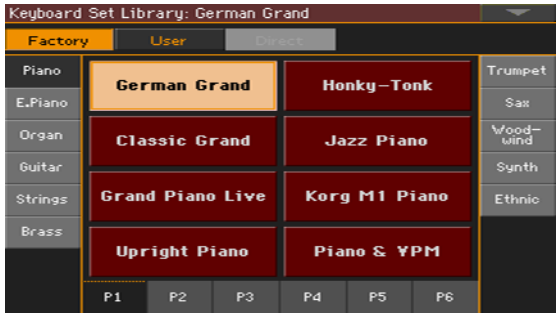 Keyboard Set Library: German Grand
Factory
User
Direct
Piano
E.Piano
Organ
Guitar
Strings
Brass
German Grand
Honky-Tonk
Classic Grand
Jazz Piano
Grand Piano Live
Korg M1 Piano
Upright Piano
Piano & ¥PM
Trumpet
Sax
Wood-
wind
Synth
Ethnic
P1
P2
P3
P4
P5
P6